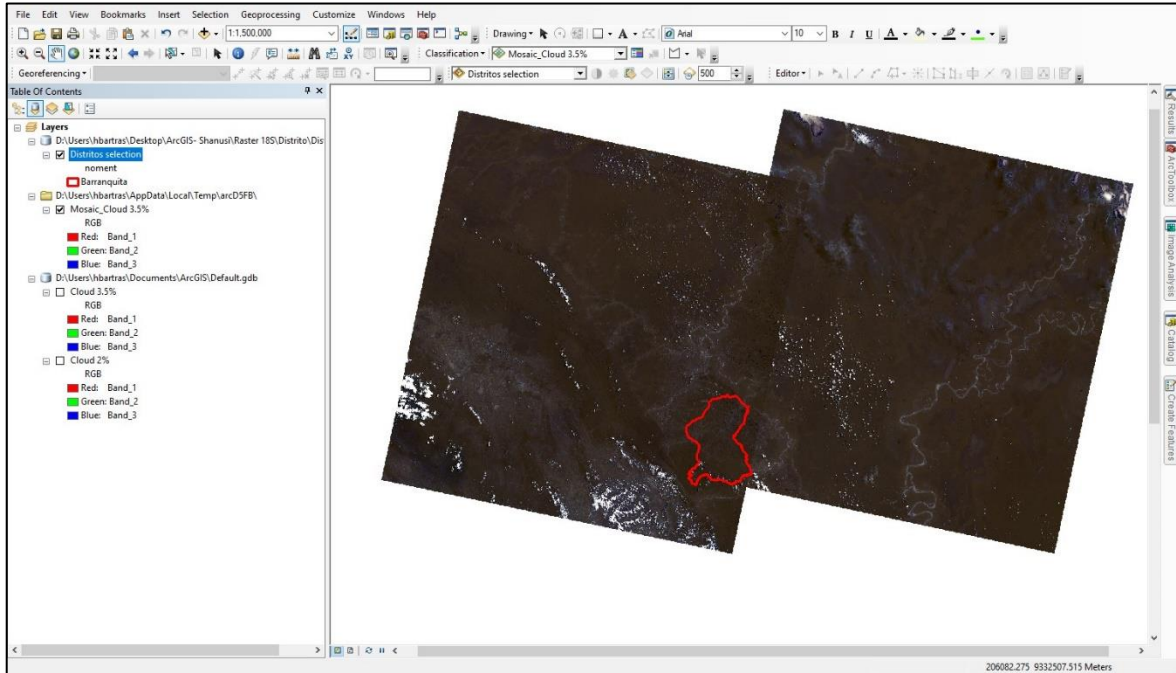 File Edit View Bookmarks Insert Selection Geoprocessing Customize Windows Help
1:1,500,000 Drawing Arial 10 B I U A
Classification Mosaic_Cloud 3.5%
Georeferencing Distritos selection 500 Editor
Table Of Contents
Layers
D:\Users\hbartras\Desktop\ArcGIS- Shanusi\Raster 18S\Distrito\Dis
Distritos selection
noment
Barranquita
D:\Users\hbartras\AppData\Local\Temp\arcD5FB\
Mosaic_Cloud 3.5%
RGB
Red: Band_1
Green: Band_2
Blue: Band_3
D:\Users\hbartras\Documents\ArcGIS\Default.gdb
Cloud 3.5%
RGB
Red: Band_1
Green: Band_2
Blue: Band_3
Cloud 2%
RGB
Red: Band_1
Green: Band_2
Blue: Band_3
Results
ArcToolbox
Image Analysis
Catalog
Create Features
206082.275 9332507.515 Meters